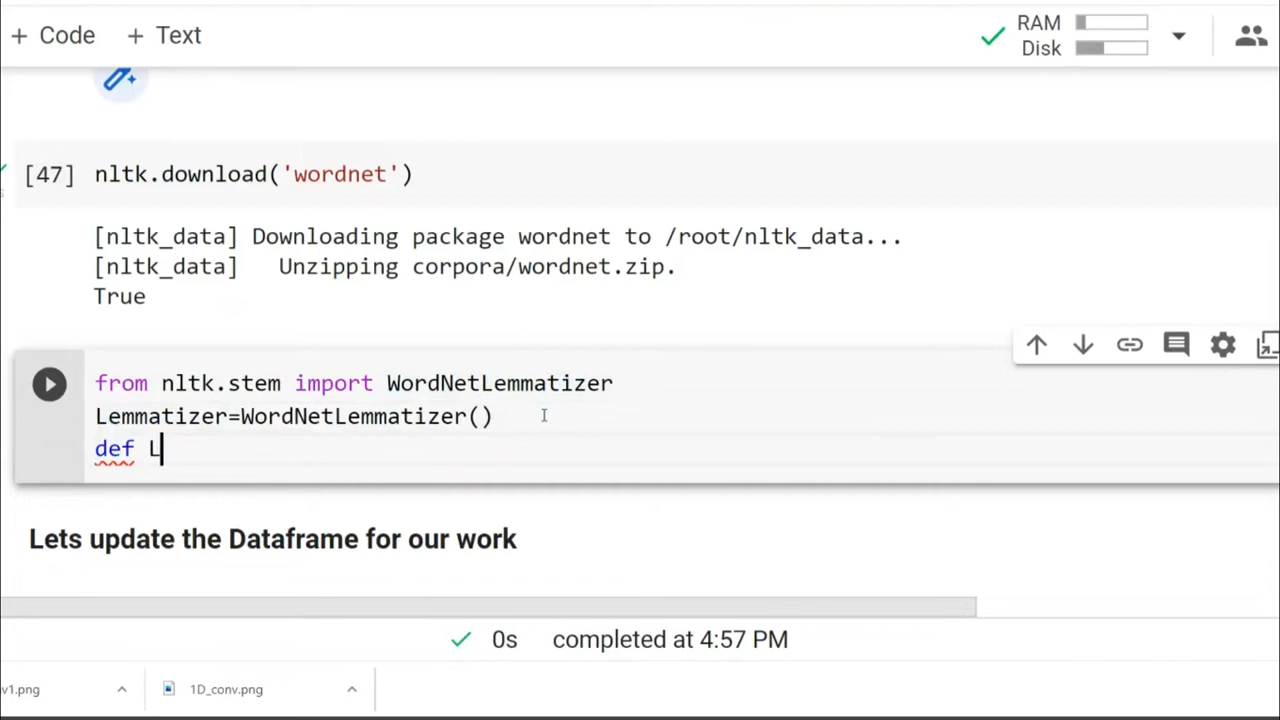 + Code + Text
RAM
Disk
[47] nltk.download('wordnet')
[nltk_data] Downloading package wordnet to /root/nltk_data...
[nltk_data]   Unzipping corpora/wordnet.zip.
True
from nltk.stem import WordNetLemmatizer
Lemmatizer=WordNetLemmatizer()
def L
Lets update the Dataframe for our work
0s completed at 4:57 PM
v1.png 1D_conv.png